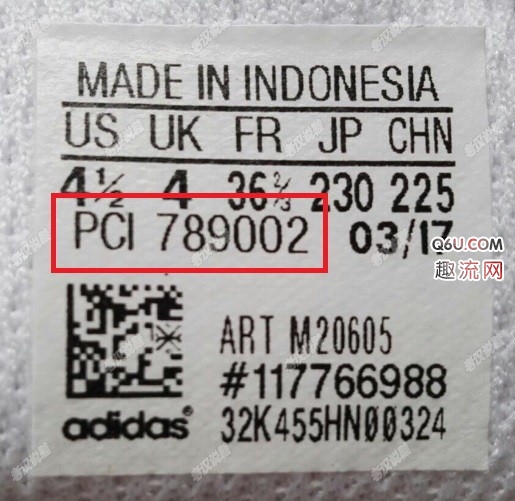 MADE IN INDONESIA
US UK FR JP CHN
4½ 4 36⅔ 230 225
PCI 789002 03/17
Q6U.COM
趣流网
ART M20605
#117766988
adidas® 32K455HN00324